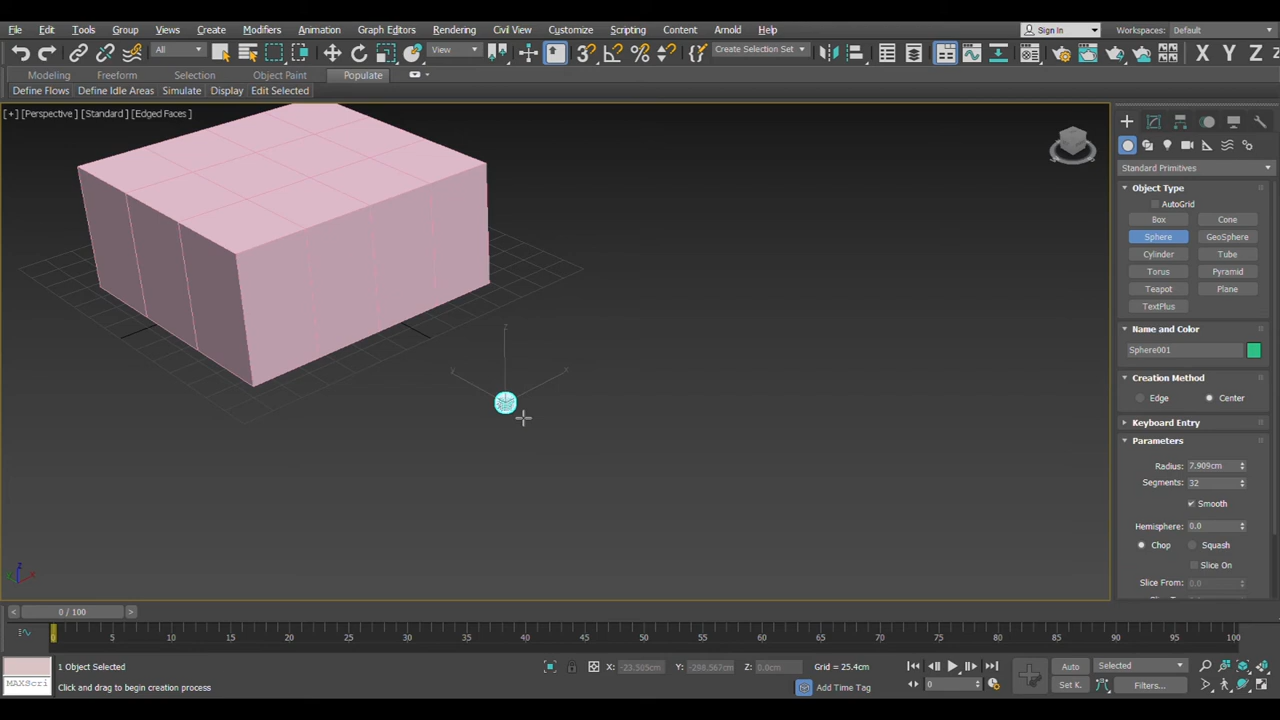 File Edit Tools Group Views Create Modifiers Animation Graph Editors Rendering Civil View Customize Scripting Content Arnold Help Sign In Workspaces: Default
All View Create Selection Set X Y Z
Modeling Freeform Selection Object Paint Populate
Define Flows Define Idle Areas Simulate Display Edit Selected
[+] [Perspective] [Standard] [Edged Faces]
Standard Primitives
Object Type
AutoGrid
Box Cone
Sphere GeoSphere
Cylinder Tube
Torus Pyramid
Teapot Plane
TextPlus
Name and Color
Sphere001
Creation Method
Edge Center
Keyboard Entry
Parameters
Radius: 7.909cm
Segments: 32
Smooth
Hemisphere: 0.0
Chop Squash
Slice On
Slice From: 0.0
z
y x
z
x
< 0 / 100 >
0 5 10 15 20 25 30 35 40 45 50 55 60 65 70 75 80 85 90 95 100
1 Object Selected X: -23.505cm Y: -298.567cm Z: 0.0cm Grid = 25.4cm Auto Selected
MAXScri Click and drag to begin creation process Add Time Tag 0 Set K. Filters...